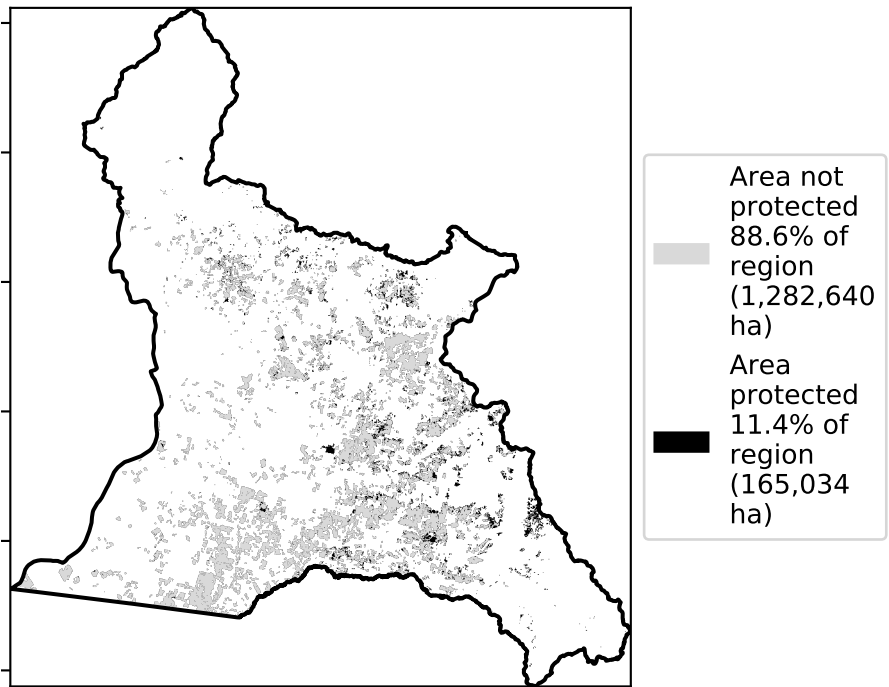 Area not
protected
88.6% of
region
(1,282,640
ha)
Area
protected
11.4% of
region
(165,034
ha)